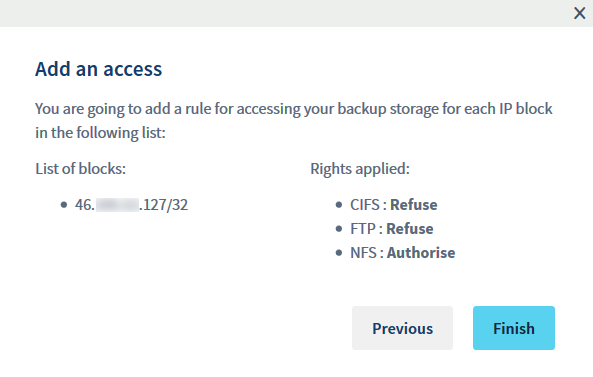 Add an access
You are going to add a rule for accessing your backup storage for each IP block
in the following list:
List of blocks:
46. .127/32
Rights applied:
CIFS : Refuse
FTP : Refuse
NFS : Authorise
Previous
Finish